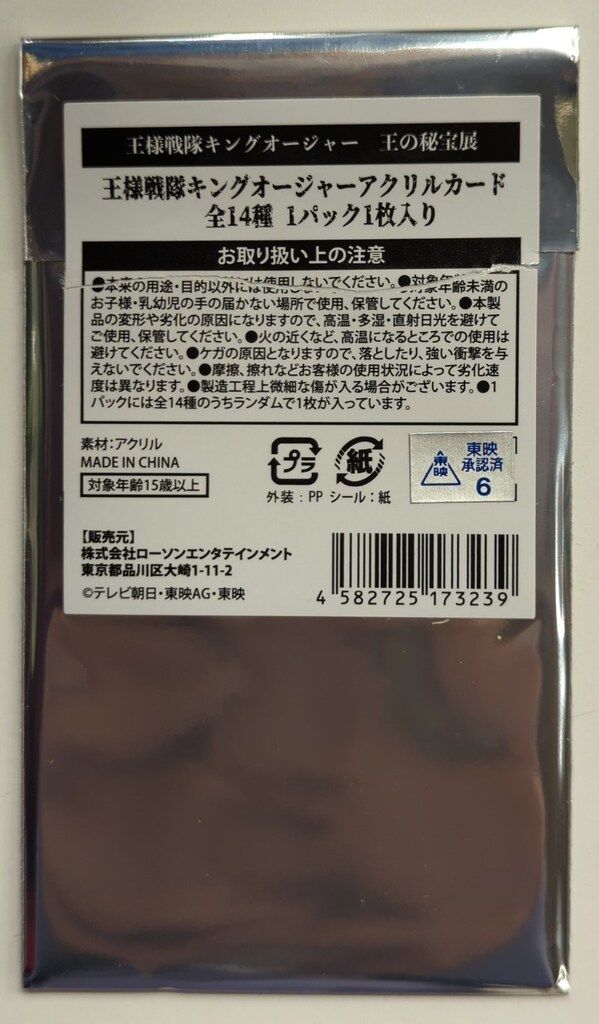 王様戦隊キングオージャー 王の秘宝展
王様戦隊キングオージャーアクリルカード
全14種 1パック1枚入り
お取り扱い上の注意
●本来の用途・目的以外には使用しないでください。●対象年齢未満の
お子様・乳幼児の手の届かない場所で使用、保管してください。●本製
品の変形や劣化の原因になりますので、高温・多湿・直射日光を避けて
ご使用、保管してください。●火の近くなど、高温になるところでの使用は
避けてください。●ケガの原因となりますので、落としたり、強い衝撃を与
えないでください。●摩擦、擦れなどお客様の使用状況によって劣化速
度は異なります。●製造工程上微細な傷が入る場合がございます。●1
パックには全14種のうちランダムで1枚が入っています。
素材:アクリル
MADE IN CHINA
対象年齢15歳以上
プラ
紙
外装:PP シール:紙
東映
東映
承認済
6
【販売元】
株式会社ローソンエンタテインメント
東京都品川区大崎1-11-2
©テレビ朝日・東映AG・東映
4 582725 173239